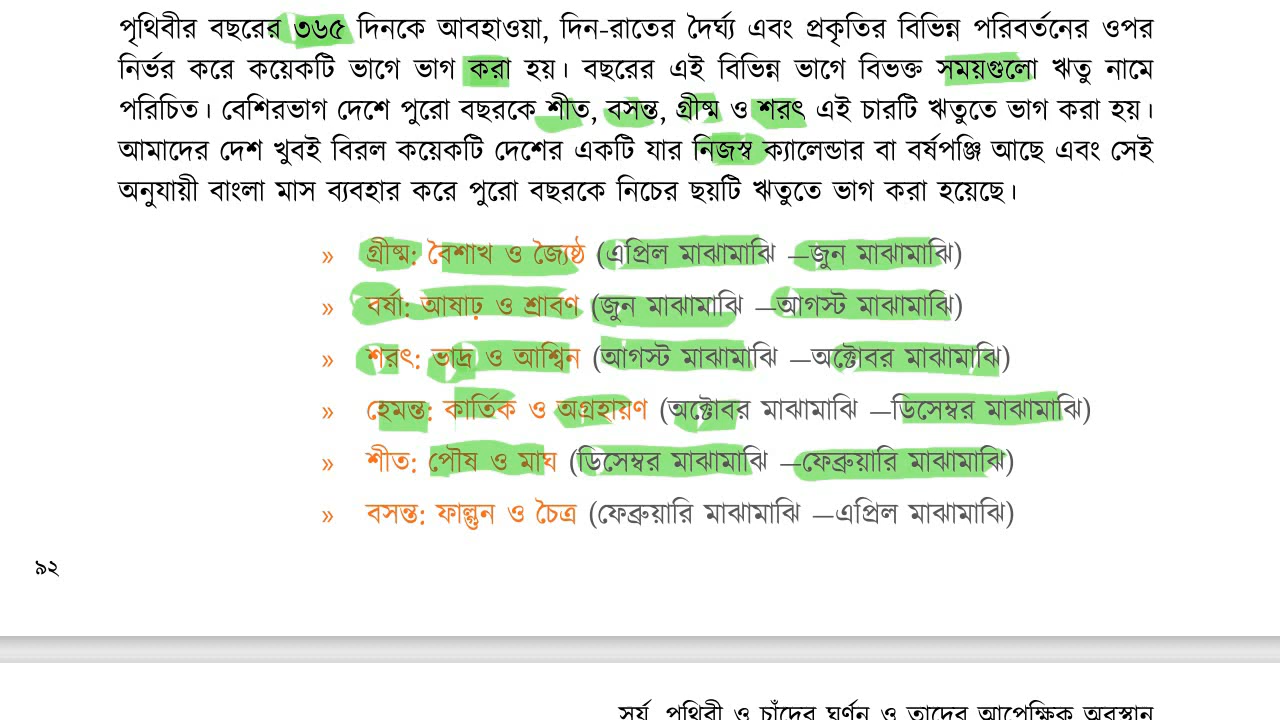 পৃথিবীর বছরের ৩৬৫ দিনকে আবহাওয়া, দিন-রাতের দৈর্ঘ্য এবং প্রকৃতির বিভিন্ন পরিবর্তনের ওপর
নির্ভর করে কয়েকটি ভাগে ভাগ করা হয়। বছরের এই বিভিন্ন ভাগে বিভক্ত সময়গুলো ঋতু নামে
পরিচিত। বেশিরভাগ দেশে পুরো বছরকে শীত, বসন্ত, গ্রীষ্ম ও শরৎ এই চারটি ঋতুতে ভাগ করা হয়।
আমাদের দেশ খুবই বিরল কয়েকটি দেশের একটি যার নিজস্ব ক্যালেন্ডার বা বর্ষপঞ্জি আছে এবং সেই
অনুযায়ী বাংলা মাস ব্যবহার করে পুরো বছরকে নিচের ছয়টি ঋতুতে ভাগ করা হয়েছে।
» গ্রীষ্ম: বৈশাখ ও জ্যৈষ্ঠ (এপ্রিল মাঝামাঝি –জুন মাঝামাঝি)
» বর্ষা: আষাঢ় ও শ্রাবণ (জুন মাঝামাঝি –আগস্ট মাঝামাঝি)
» শরৎ: ভাদ্র ও আশ্বিন (আগস্ট মাঝামাঝি –অক্টোবর মাঝামাঝি)
» হেমন্ত: কার্তিক ও অগ্রহায়ণ (অক্টোবর মাঝামাঝি –ডিসেম্বর মাঝামাঝি)
» শীত: পৌষ ও মাঘ (ডিসেম্বর মাঝামাঝি –ফেব্রুয়ারি মাঝামাঝি)
» বসন্ত: ফাল্গুন ও চৈত্র (ফেব্রুয়ারি মাঝামাঝি –এপ্রিল মাঝামাঝি)
৯২
সূর্য, পৃথিবী ও চাঁদের ঘূর্ণন ও তাদের আপেক্ষিক অবস্থান